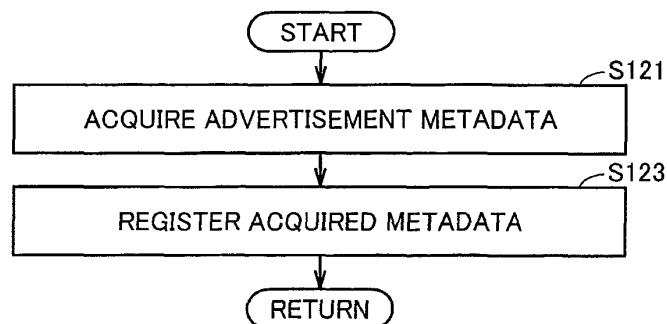 START
S121
ACQUIRE ADVERTISEMENT METADATA
S123
REGISTER ACQUIRED METADATA
RETURN